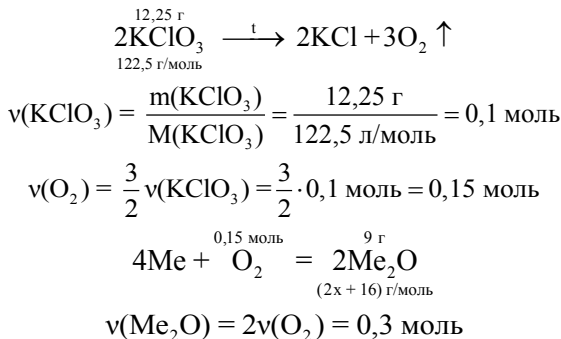 12,25 г
2KClO₃ —t→ 2KCl + 3O₂ ↑
122,5 г/моль
ν(KClO₃) = m(KClO₃)/M(KClO₃) = 12,25 г/122,5 л/моль = 0,1 моль
ν(O₂) = 3/2 ν(KClO₃) = 3/2 · 0,1 моль = 0,15 моль
0,15 моль 9 г
4Me + O₂ = 2Me₂O
(2x + 16) г/моль
ν(Me₂O) = 2ν(O₂) = 0,3 моль